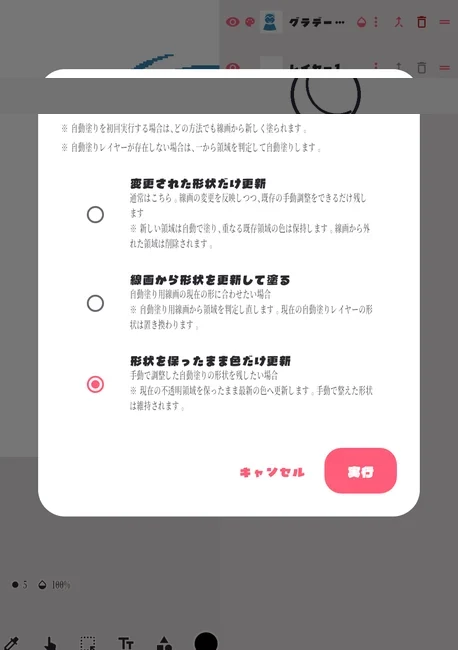 グラデー…
レイヤー1
※ 自動塗りを初回実行する場合は、どの方法でも線画から新しく塗られます。
※ 自動塗りレイヤーが存在しない場合は、一から領域を判定して自動塗りします。
変更された形状だけ更新
通常はこちら。線画の変更を反映しつつ、既存の手動調整をできるだけ残し
ます
※ 新しい領域は自動で塗り、重なる既存領域の色は保持します。線画から外
れた領域は削除されます。
線画から形状を更新して塗る
自動塗り用線画の現在の形に合わせたい場合
※ 自動塗り用線画から領域を判定し直します。現在の自動塗りレイヤーの形
状は置き換わります。
形状を保ったまま色だけ更新
手動で調整した自動塗りの形状を残したい場合
※ 現在の不透明領域を保ったまま最新の色へ更新します。手動で整えた形状
は維持されます。
キャンセル 実行
5 100%
Tт